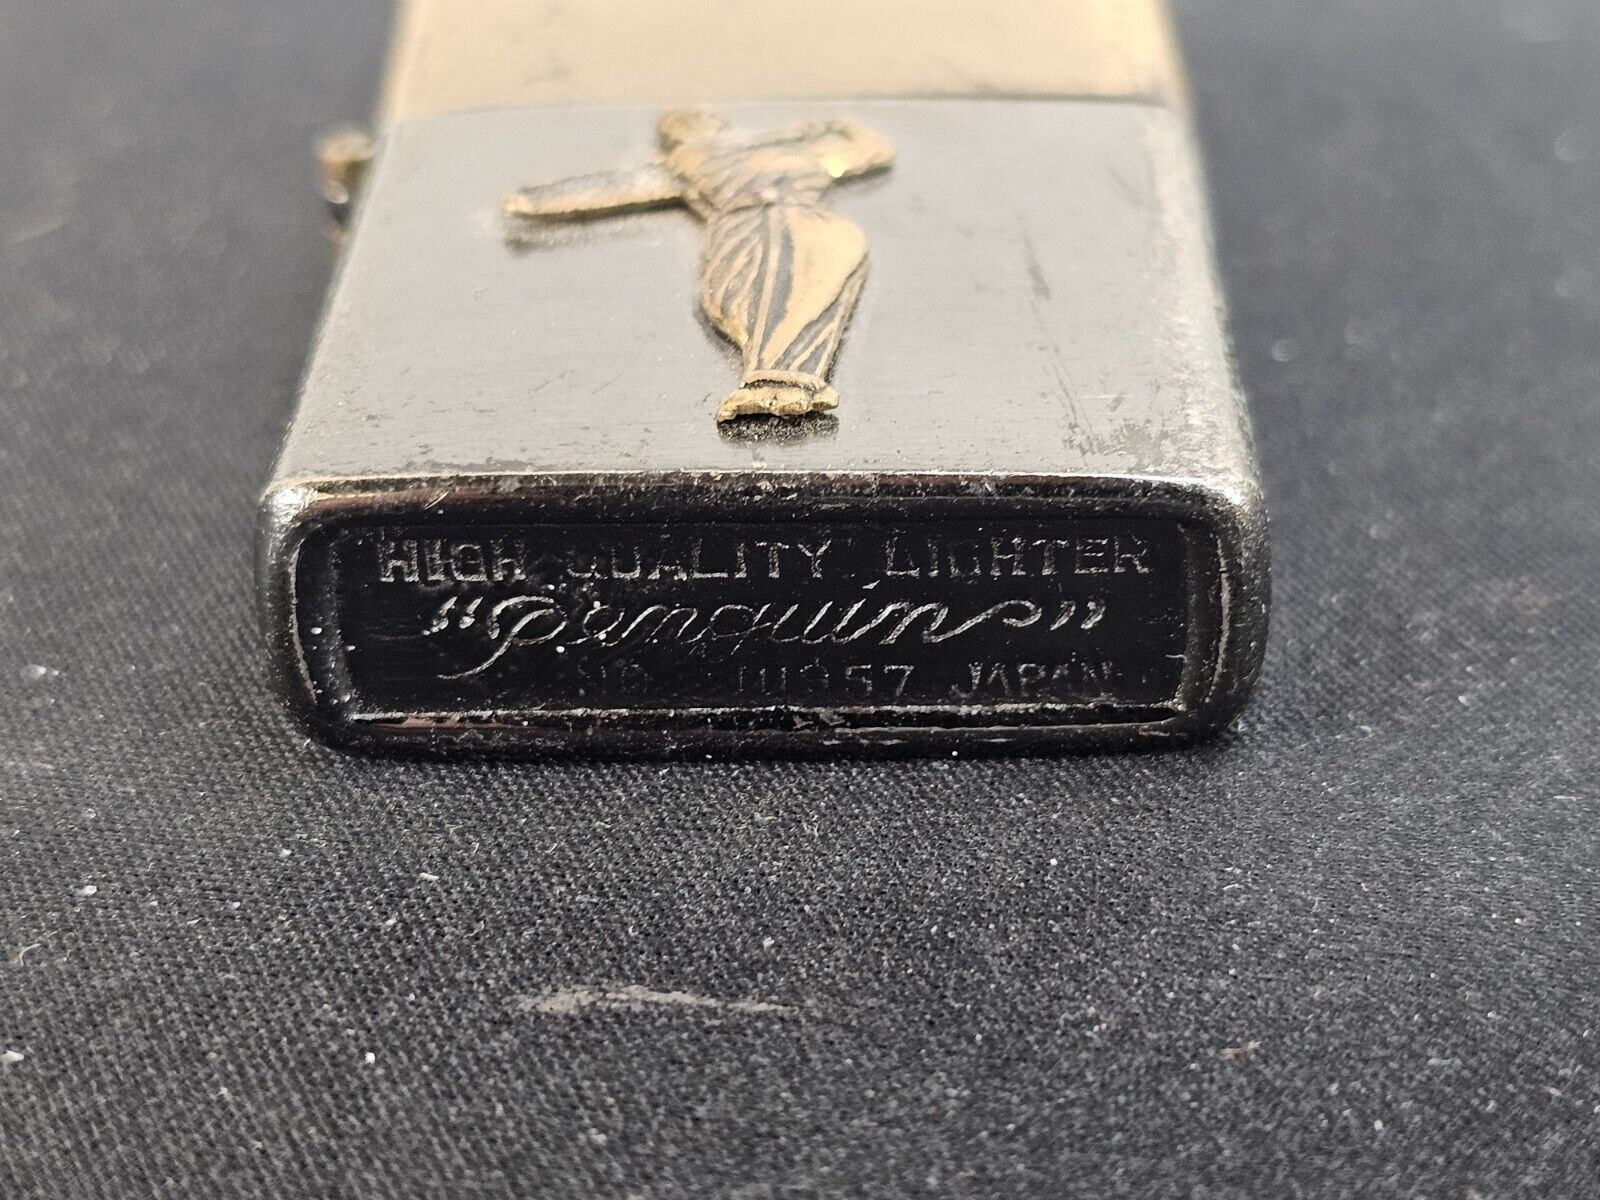 HIGH QUALITY LIGHTER
"Penguin"
JAPAN